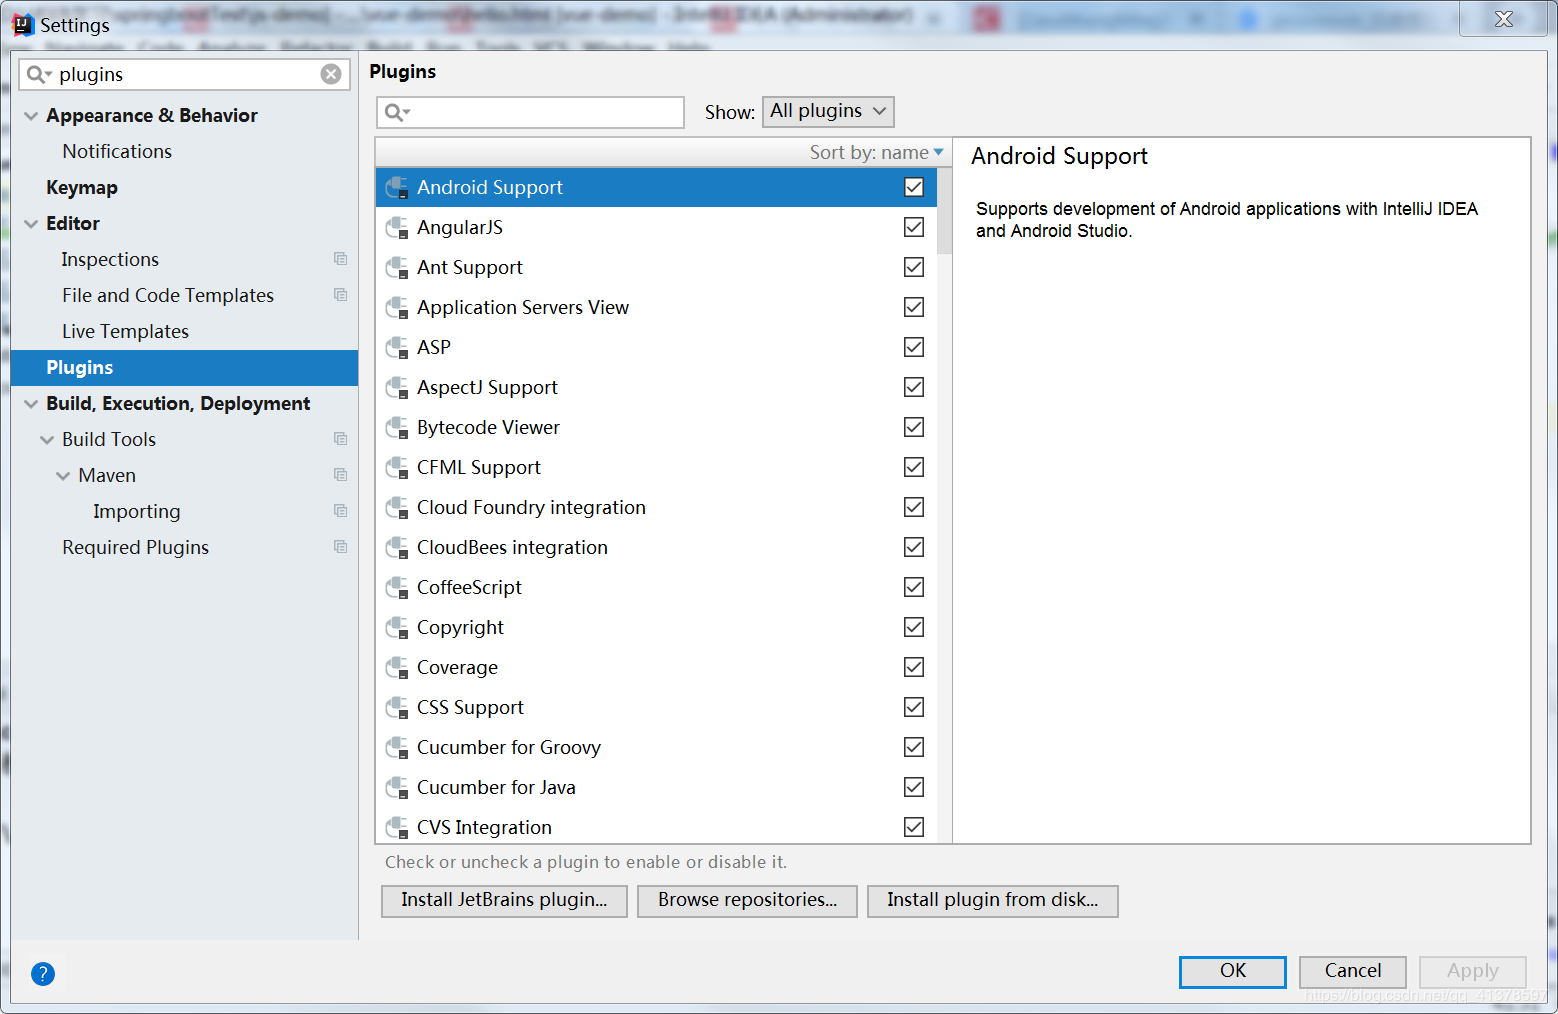 Settings
plugins
Appearance & Behavior
Notifications
Keymap
Editor
Inspections
File and Code Templates
Live Templates
Plugins
Build, Execution, Deployment
Build Tools
Maven
Importing
Required Plugins
Plugins
Show: All plugins
Sort by: name
Android Support
AngularJS
Ant Support
Application Servers View
ASP
AspectJ Support
Bytecode Viewer
CFML Support
Cloud Foundry integration
CloudBees integration
CoffeeScript
Copyright
Coverage
CSS Support
Cucumber for Groovy
Cucumber for Java
CVS Integration
Android Support
Supports development of Android applications with IntelliJ IDEA
and Android Studio.
Check or uncheck a plugin to enable or disable it.
Install JetBrains plugin...
Browse repositories...
Install plugin from disk...
?
OK
Cancel
Apply
https://blog.csdn.net/qq_41378597